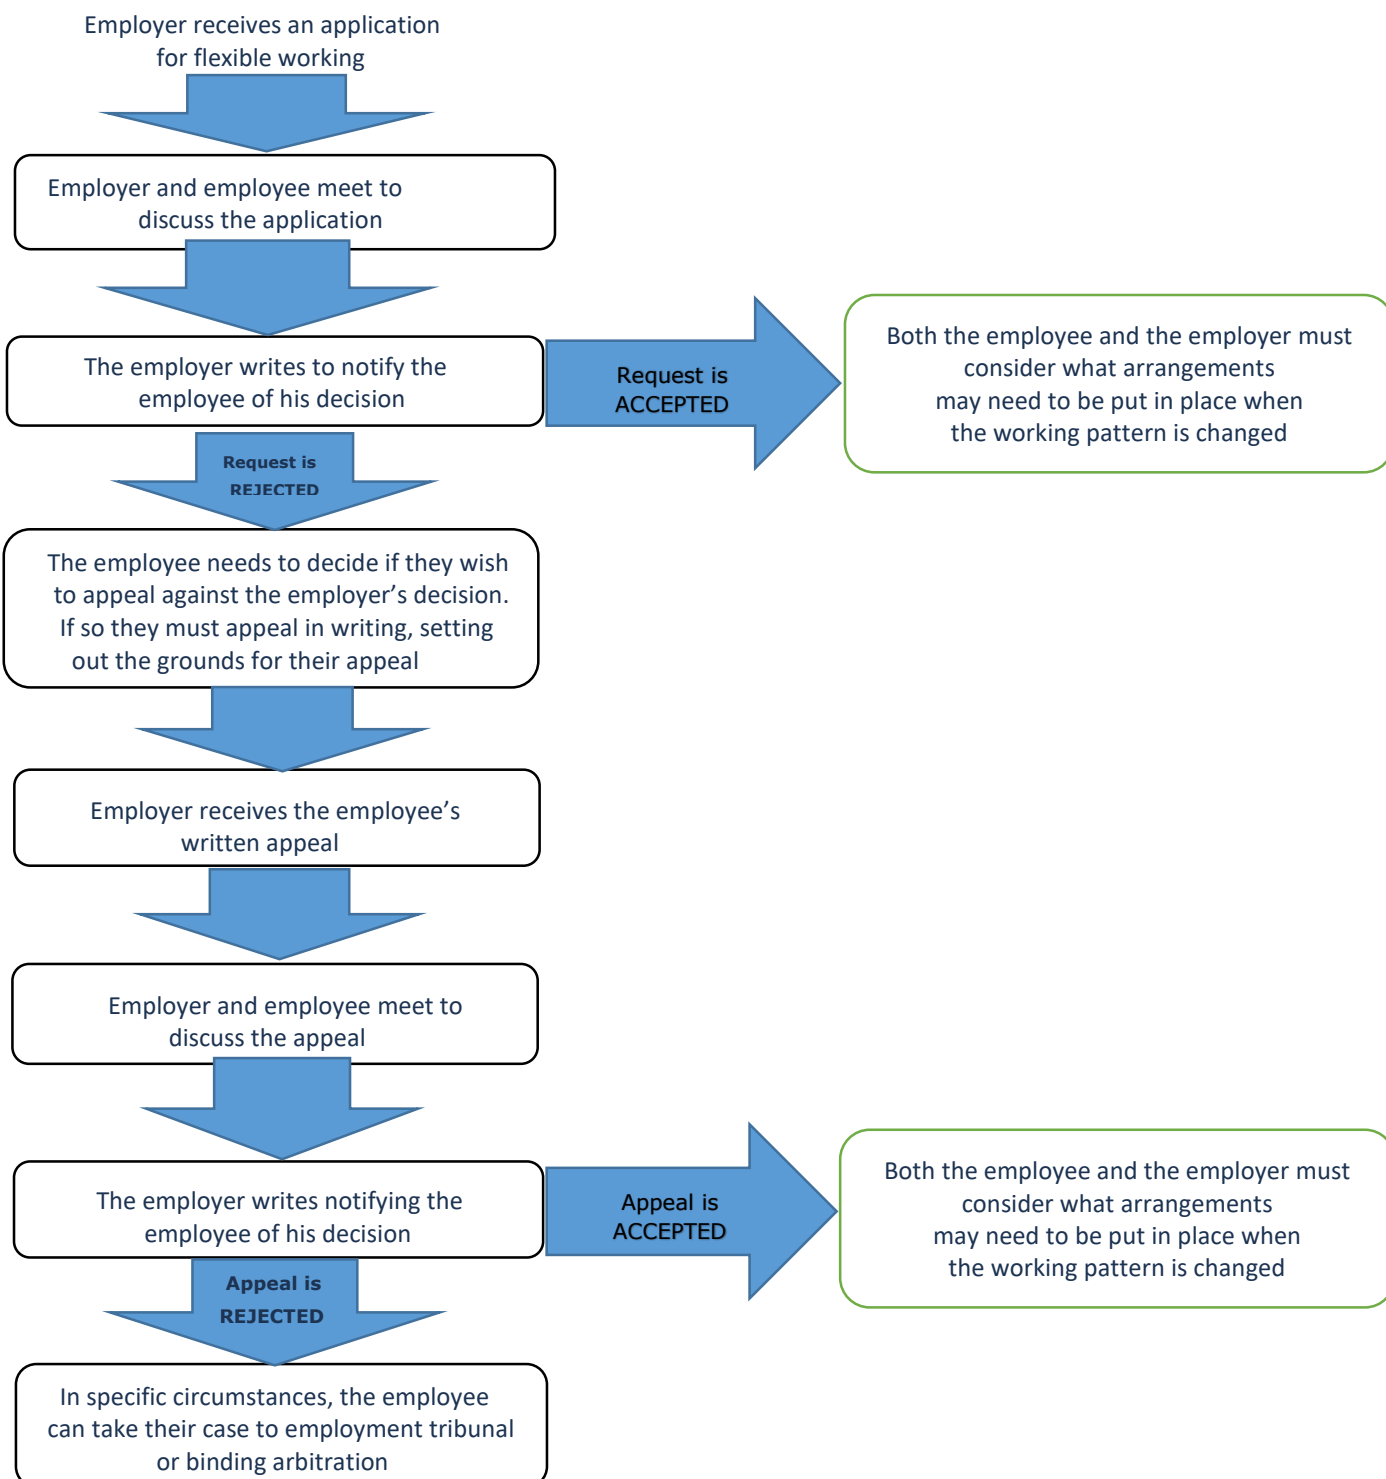 Employer receives an application
for flexible working
Employer and employee meet to
discuss the application
The employer writes to notify the
employee of his decision
Request is
ACCEPTED
Both the employee and the employer must
consider what arrangements
may need to be put in place when
the working pattern is changed
Request is
REJECTED
The employee needs to decide if they wish
to appeal against the employer’s decision.
If so they must appeal in writing, setting
out the grounds for their appeal
Employer receives the employee’s
written appeal
Employer and employee meet to
discuss the appeal
The employer writes notifying the
employee of his decision
Appeal is
ACCEPTED
Both the employee and the employer must
consider what arrangements
may need to be put in place when
the working pattern is changed
Appeal is
REJECTED
In specific circumstances, the employee
can take their case to employment tribunal
or binding arbitration